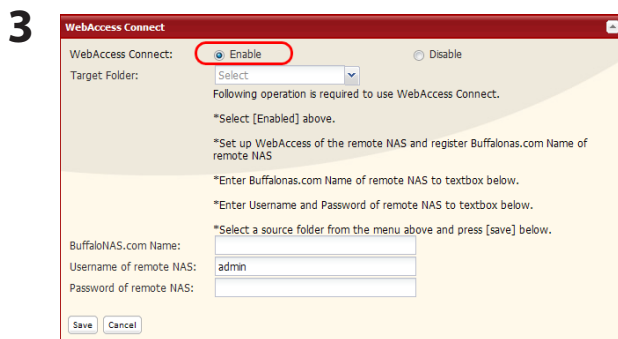 3
WebAccess Connect
WebAccess Connect: Enable Disable
Target Folder: Select
Following operation is required to use WebAccess Connect.
*Select [Enabled] above.
*Set up WebAccess of the remote NAS and register Buffalonas.com Name of
remote NAS
*Enter Buffalonas.com Name of remote NAS to textbox below.
*Enter Username and Password of remote NAS to textbox below.
*Select a source folder from the menu above and press [save] below.
BuffaloNAS.com Name:
Username of remote NAS: admin
Password of remote NAS:
Save Cancel